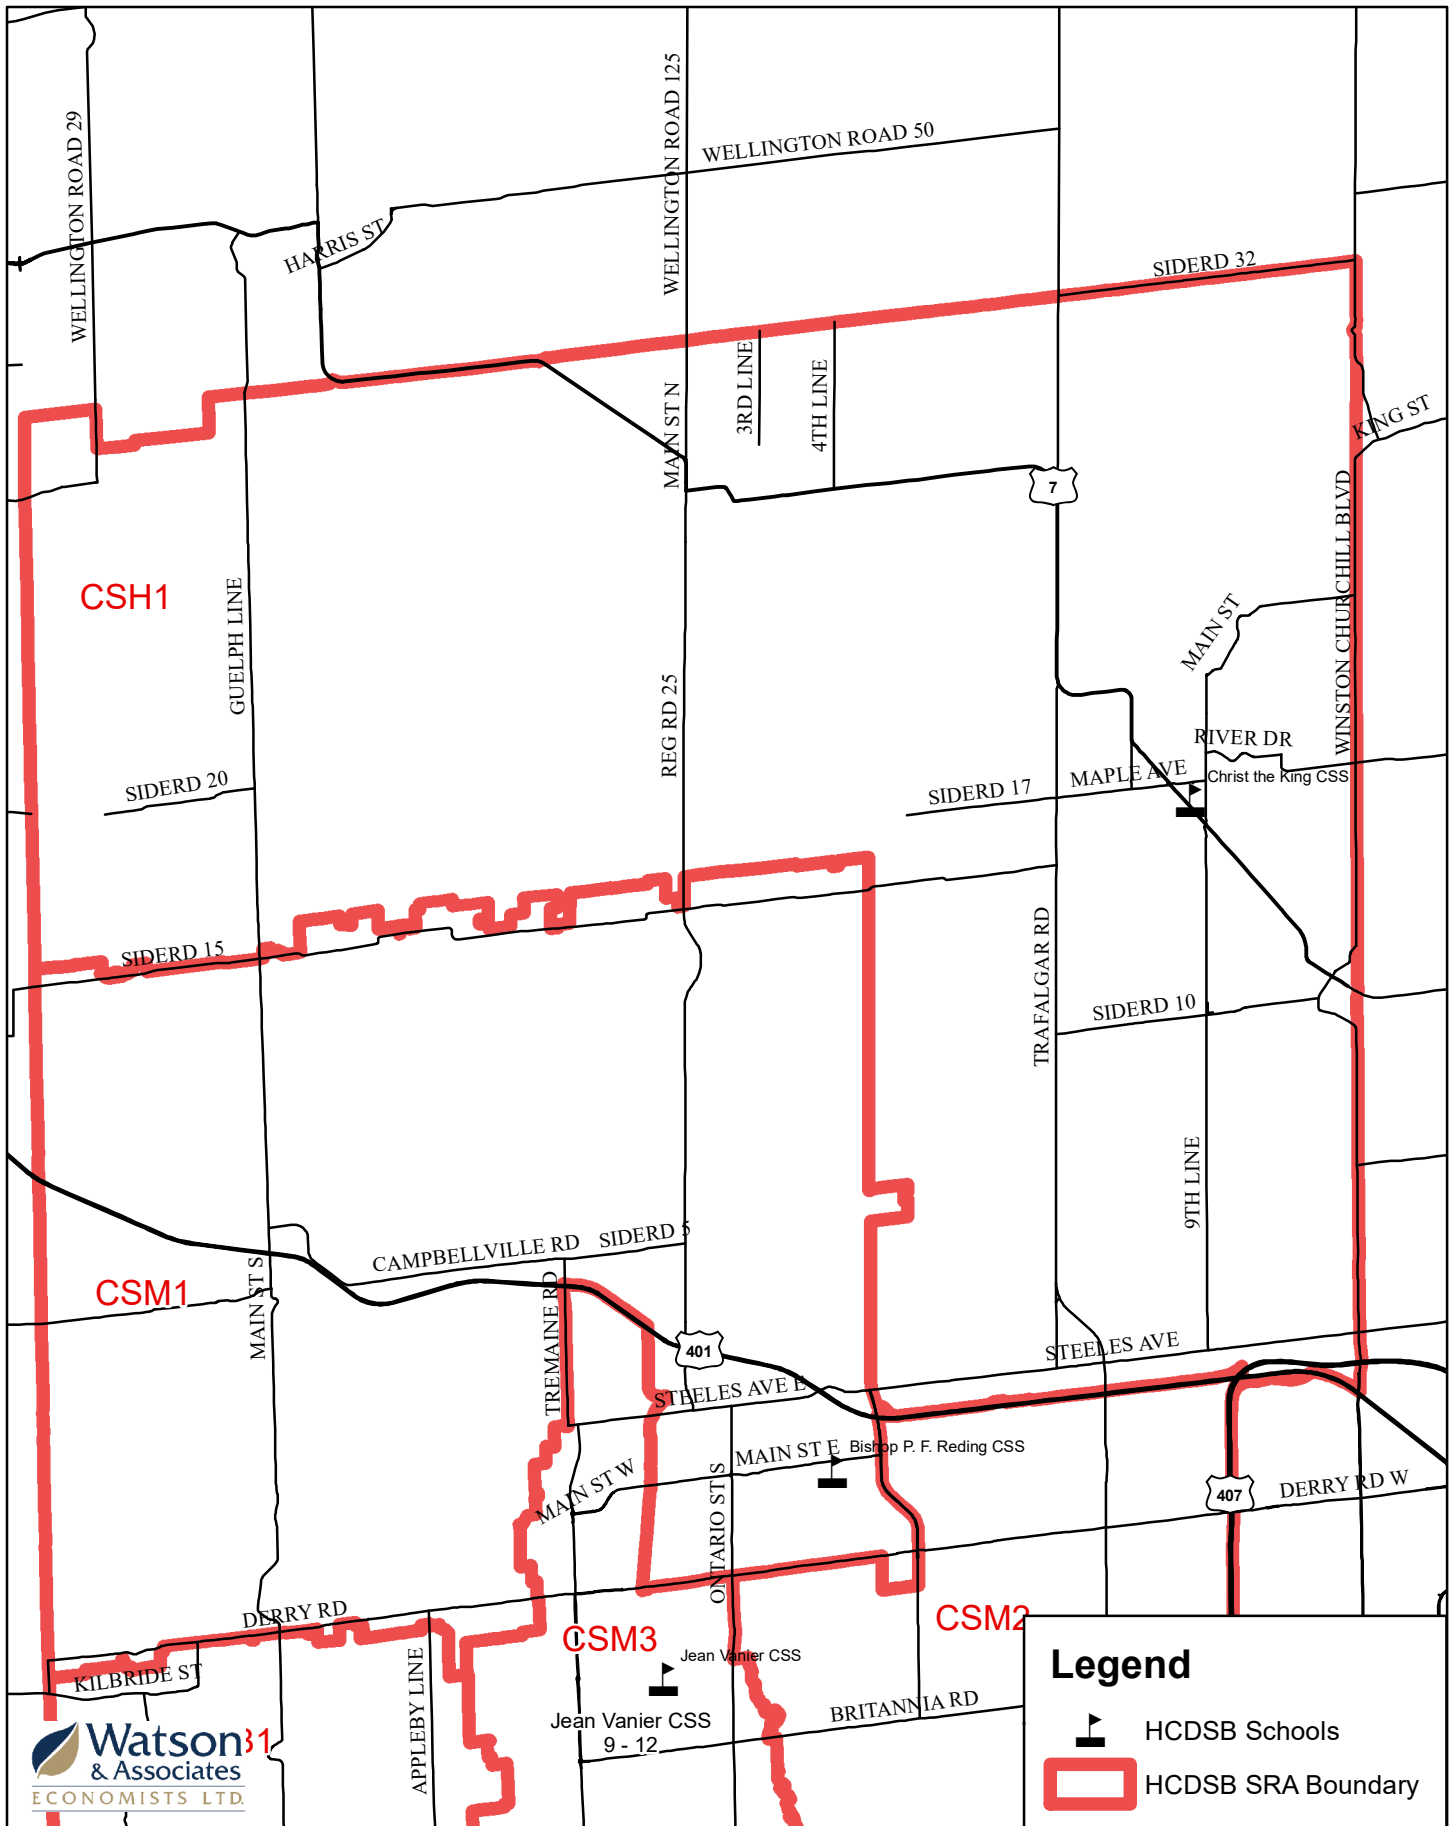 WELLINGTON ROAD 29
WELLINGTON ROAD 125
WELLINGTON ROAD 50
HARRIS ST
SIDERD 32
3RD LINE
4TH LINE
MAIN ST N
KING ST
7
CSH1
GUELPH LINE
WINSTON CHURCHILL BLVD
MAIN ST
REG RD 25
RIVER DR
SIDERD 20
SIDERD 17
MAPLE AVE
Christ the King CSS
SIDERD 15
TRAFALGAR RD
SIDERD 10
9TH LINE
CAMPBELLVILLE RD
SIDERD 5
CSM1
MAIN ST S
TREMAINE RD
401
STEELES AVE
STEELES AVE E
MAIN ST E
Bishop P. F. Reding CSS
MAIN ST W
ONTARIO ST S
407
DERRY RD W
DERRY RD
CSM3
CSM2
Jean Vanier CSS
KILBRIDE ST
APPLEBY LINE
Jean Vanier CSS
9 - 12
BRITANNIA RD
31
Watson
& Associates
ECONOMISTS LTD.
Legend
HCDSB Schools
HCDSB SRA Boundary